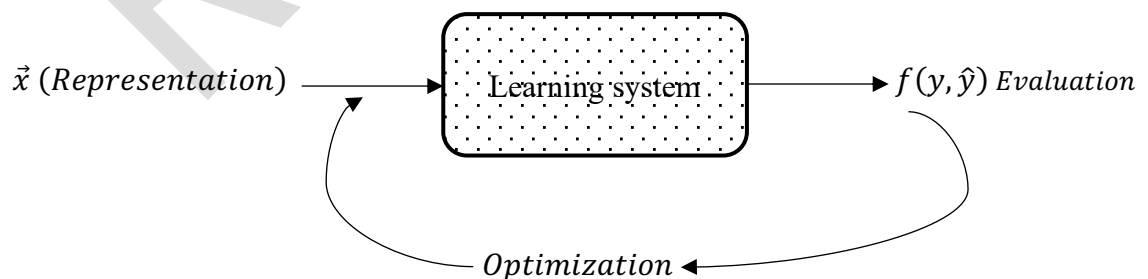 x⃗ (Representation)
Learning system
f(y, ŷ) Evaluation
Optimization